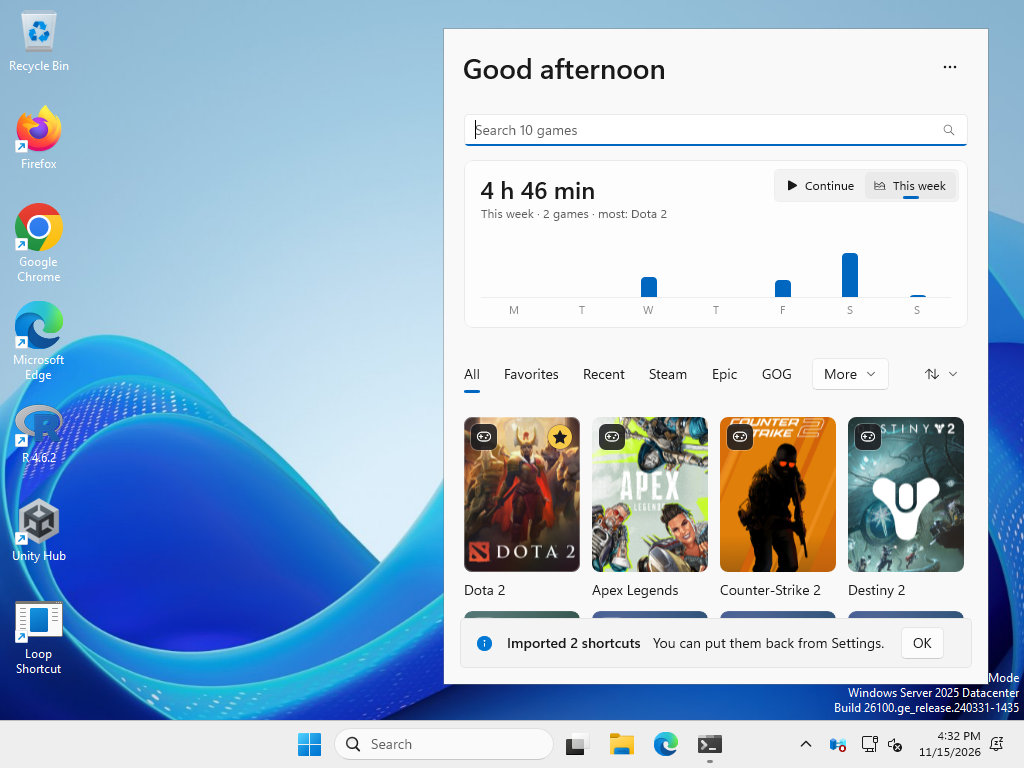 Recycle Bin
Firefox
Google
Chrome
Microsoft
Edge
R 4.6.2
Unity Hub
Loop
Shortcut
Good afternoon
Search 10 games
4 h 46 min
This week · 2 games · most: Dota 2
Continue
This week
M T W T F S S
All Favorites Recent Steam Epic GOG More
DOTA 2
APEX
LEGENDS
COUNTER
STRIKE 2
DESTINY 2
Dota 2
Apex Legends
Counter-Strike 2
Destiny 2
Imported 2 shortcuts You can put them back from Settings. OK
Mode
Windows Server 2025 Datacenter
Build 26100.ge_release.240331-1435
Search
4:32 PM
11/15/2026